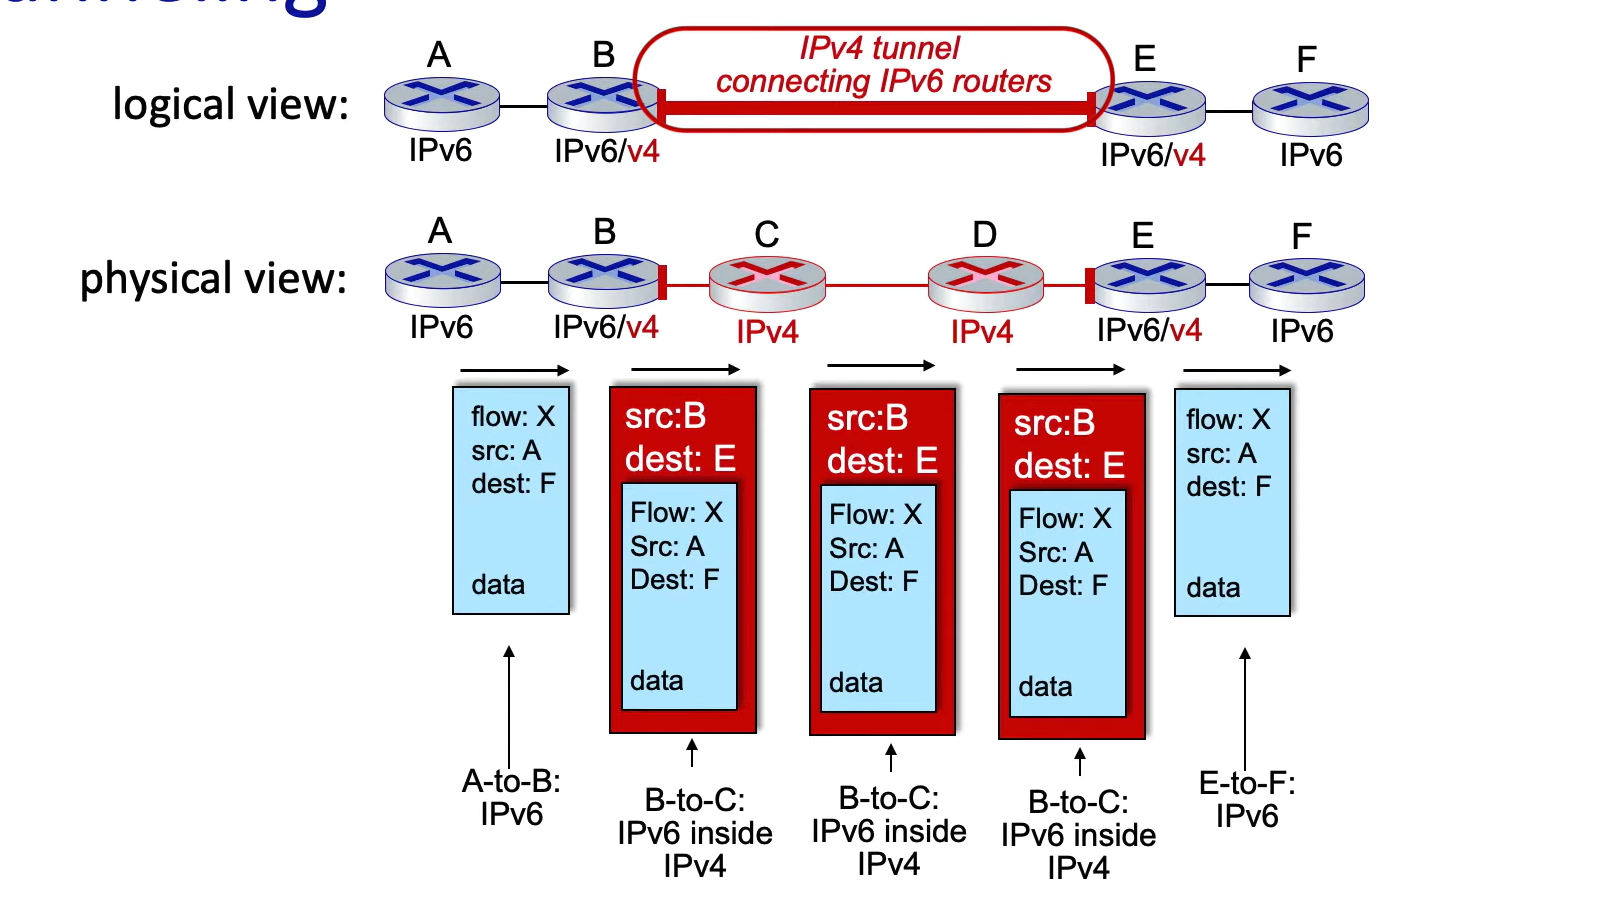 A
B
IPv4 tunnel
connecting IPv6 routers
E
F
logical view:
IPv6
IPv6/v4
IPv6/v4
IPv6
A
B
C
D
E
F
physical view:
IPv6
IPv6/v4
IPv4
IPv4
IPv6/v4
IPv6
flow: X
src: A
dest: F
data
src:B
dest: E
Flow: X
Src: A
Dest: F
data
src:B
dest: E
Flow: X
Src: A
Dest: F
data
src:B
dest: E
Flow: X
Src: A
Dest: F
data
flow: X
src: A
dest: F
data
A-to-B:
IPv6
B-to-C:
IPv6 inside
IPv4
B-to-C:
IPv6 inside
IPv4
B-to-C:
IPv6 inside
IPv4
E-to-F:
IPv6